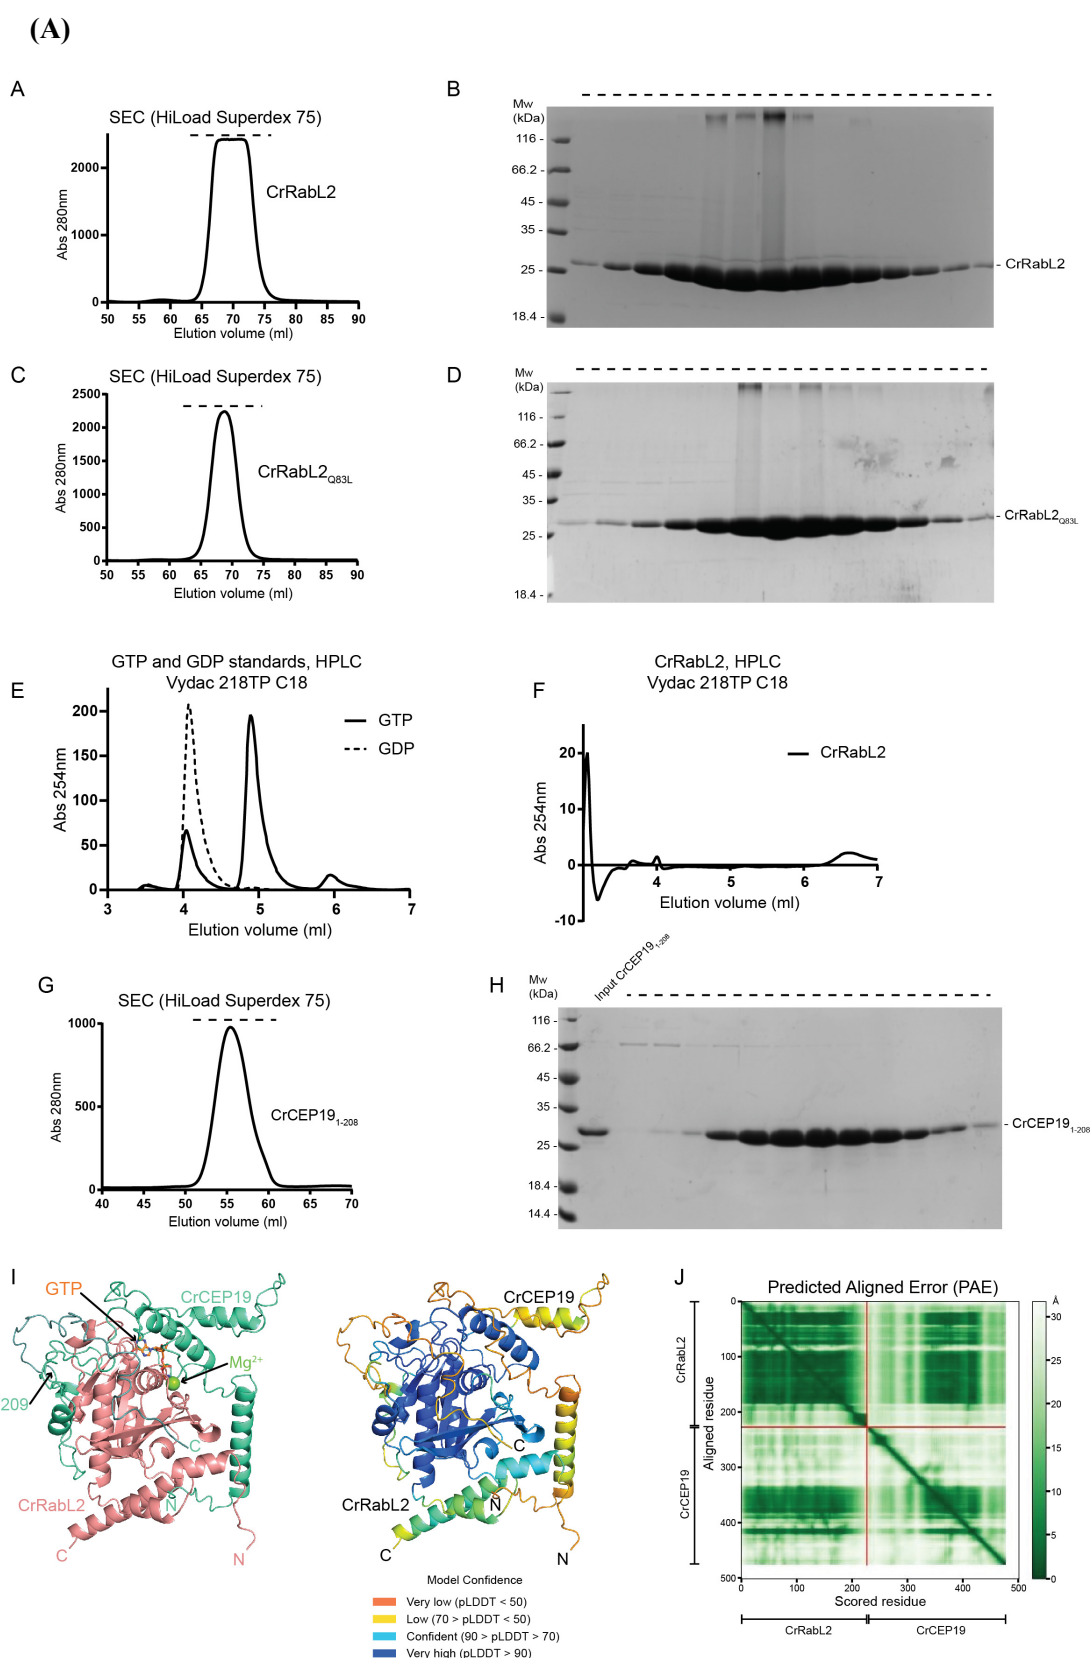 (A)
A
SEC (HiLoad Superdex 75)
Abs 280nm
2000
1000
0
50 55 60 65 70 75 80 85 90
Elution volume (ml)
CrRabL2
B
Mw
(kDa)
116 -
66.2 -
45 -
35 -
25 -
18.4 -
- CrRabL2
C
SEC (HiLoad Superdex 75)
Abs 280nm
2500
2000
1500
1000
500
0
50 55 60 65 70 75 80 85 90
Elution volume (ml)
CrRabL2Q83L
D
Mw
(kDa)
116 -
66.2 -
45 -
35 -
25 -
18.4 -
- CrRabL2Q83L
E
GTP and GDP standards, HPLC
Vydac 218TP C18
Abs 254nm
200
150
100
50
0
3 4 5 6 7
Elution volume (ml)
GTP
GDP
F
CrRabL2, HPLC
Vydac 218TP C18
Abs 254nm
20
10
0
-10
4 5 6 7
Elution volume (ml)
CrRabL2
G
SEC (HiLoad Superdex 75)
Abs 280nm
1000
500
0
40 45 50 55 60 65 70
Elution volume (ml)
CrCEP191-208
H
Mw
(kDa)
Input CrCEP191-208
116 -
66.2 -
45 -
35 -
25 -
18.4 -
14.4 -
- CrCEP191-208
I
GTP
CrCEP19
Mg2+
209
C
CrRabL2
N
C
N
CrCEP19
C
CrRabL2
N
C
N
Model Confidence
Very low (pLDDT < 50)
Low (70 > pLDDT < 50)
Confident (90 > pLDDT > 70)
Very high (pLDDT > 90)
J
Predicted Aligned Error (PAE)
CrRabL2
CrCEP19
Aligned residue
0
100
200
300
400
500
0 100 200 300 400 500
Scored residue
CrRabL2 CrCEP19
Å
30
25
20
15
10
5
0